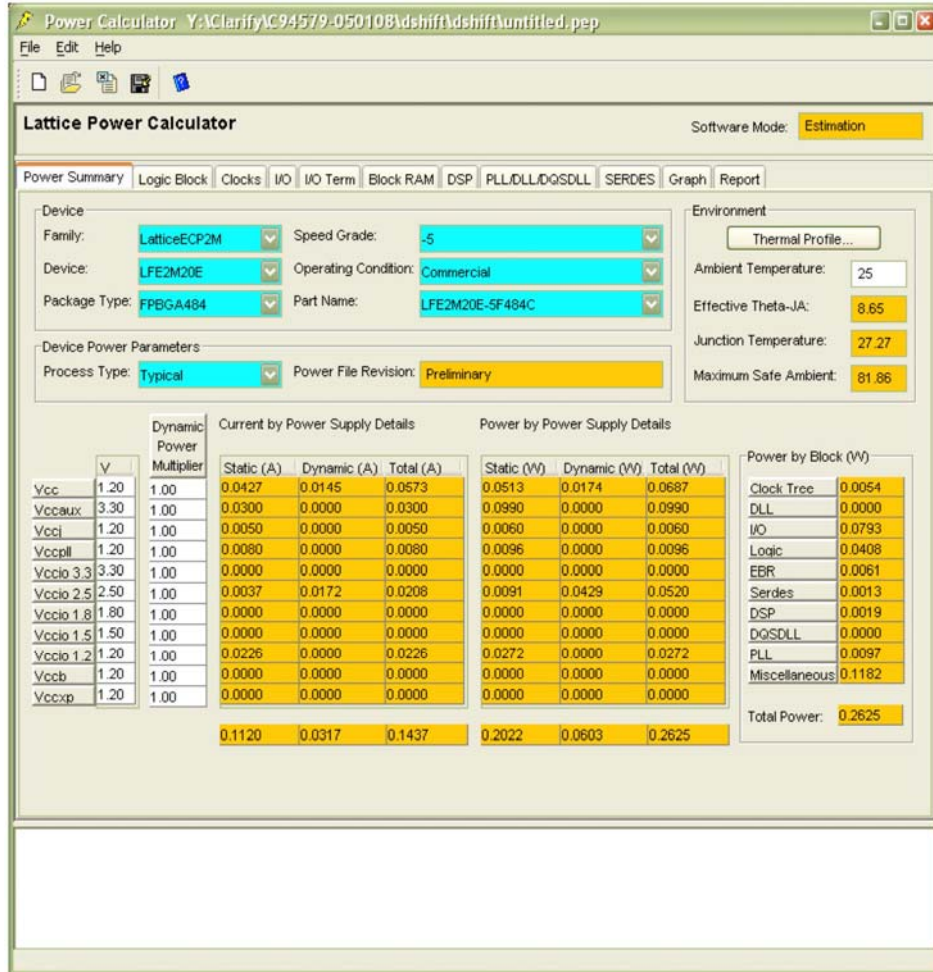 Power Calculator Y:\Clarify\C94579-050108\dshift\dshift\untitled.pep
File Edit Help
Lattice Power Calculator
Software Mode: Estimation
Power Summary Logic Block Clocks I/O I/O Term Block RAM DSP PLL/DLL/DQSDLL SERDES Graph Report
Device
Family: LatticeECP2M Speed Grade: -5
Device: LFE2M20E Operating Condition: Commercial
Package Type: FPBGA484 Part Name: LFE2M20E-5F484C
Environment
Thermal Profile...
Ambient Temperature: 25
Effective Theta-JA: 8.65
Junction Temperature: 27.27
Maximum Safe Ambient: 81.86
Device Power Parameters
Process Type: Typical Power File Revision: Preliminary
Dynamic Power Multiplier
Current by Power Supply Details Power by Power Supply Details
V Static (A) Dynamic (A) Total (A) Static (W) Dynamic (W) Total (W)
Vcc 1.20 1.00 0.0427 0.0145 0.0573 0.0513 0.0174 0.0687
Vccaux 3.30 1.00 0.0300 0.0000 0.0300 0.0990 0.0000 0.0990
Vccj 1.20 1.00 0.0050 0.0000 0.0050 0.0060 0.0000 0.0060
Vccpll 1.20 1.00 0.0080 0.0000 0.0080 0.0096 0.0000 0.0096
Vccio 3.3 3.30 1.00 0.0000 0.0000 0.0000 0.0000 0.0000 0.0000
Vccio 2.5 2.50 1.00 0.0037 0.0172 0.0208 0.0091 0.0429 0.0520
Vccio 1.8 1.80 1.00 0.0000 0.0000 0.0000 0.0000 0.0000 0.0000
Vccio 1.5 1.50 1.00 0.0000 0.0000 0.0000 0.0000 0.0000 0.0000
Vccio 1.2 1.20 1.00 0.0226 0.0000 0.0226 0.0272 0.0000 0.0272
Vccb 1.20 1.00 0.0000 0.0000 0.0000 0.0000 0.0000 0.0000
Vccxp 1.20 1.00 0.0000 0.0000 0.0000 0.0000 0.0000 0.0000
0.1120 0.0317 0.1437 0.2022 0.0603 0.2625
Power by Block (W)
Clock Tree 0.0054
DLL 0.0000
I/O 0.0793
Logic 0.0408
EBR 0.0061
Serdes 0.0013
DSP 0.0019
DQSDLL 0.0000
PLL 0.0097
Miscellaneous 0.1182
Total Power: 0.2625